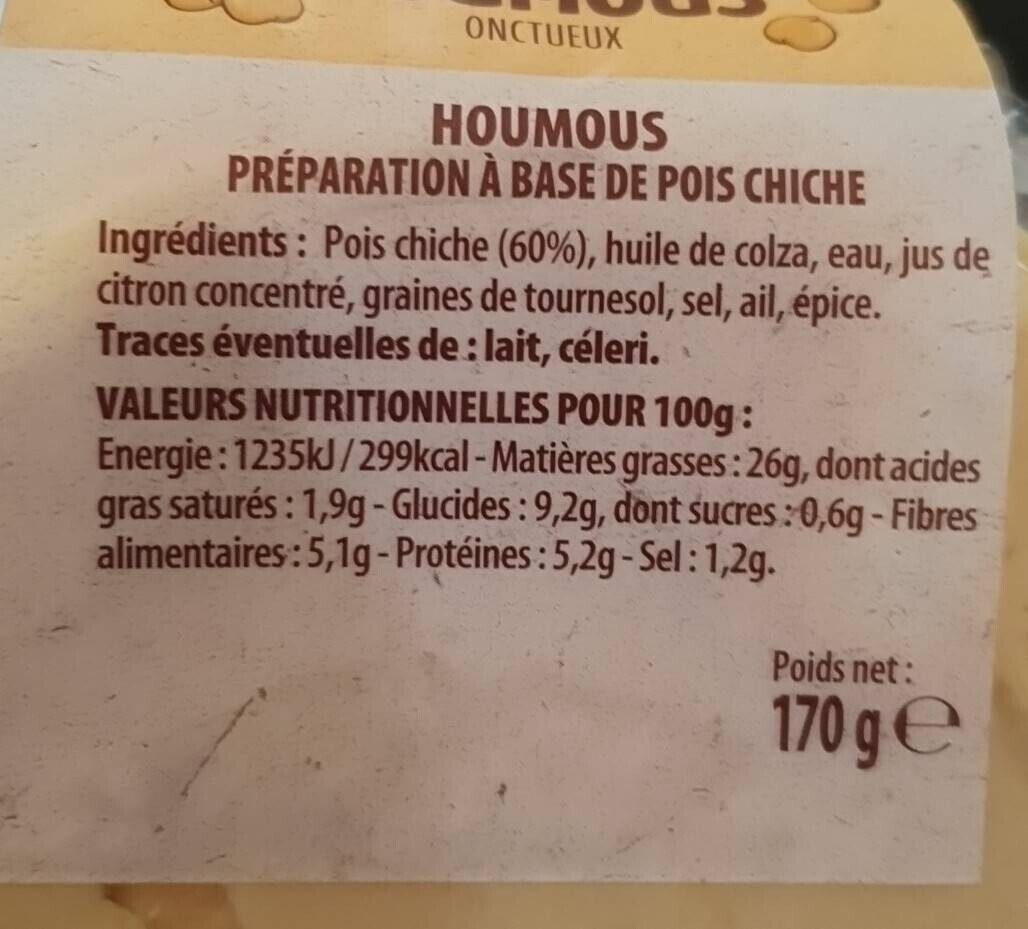 ONCTUEUX
HOUMOUS
PRÉPARATION À BASE DE POIS CHICHE
Ingrédients : Pois chiche (60%), huile de colza, eau, jus de
citron concentré, graines de tournesol, sel, ail, épice.
Traces éventuelles de : lait, céleri.
VALEURS NUTRITIONNELLES POUR 100g :
Energie : 1235kJ / 299kcal - Matières grasses : 26g, dont acides
gras saturés : 1,9g - Glucides : 9,2g, dont sucres : 0,6g - Fibres
alimentaires : 5,1g - Protéines : 5,2g - Sel : 1,2g.
Poids net :
170 g e